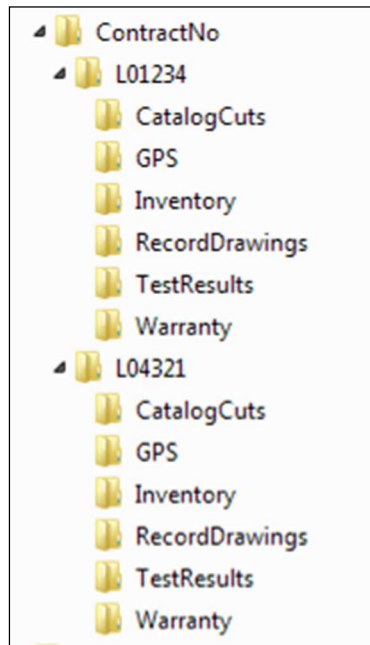 ContractNo
L01234
CatalogCuts
GPS
Inventory
RecordDrawings
TestResults
Warranty
L04321
CatalogCuts
GPS
Inventory
RecordDrawings
TestResults
Warranty